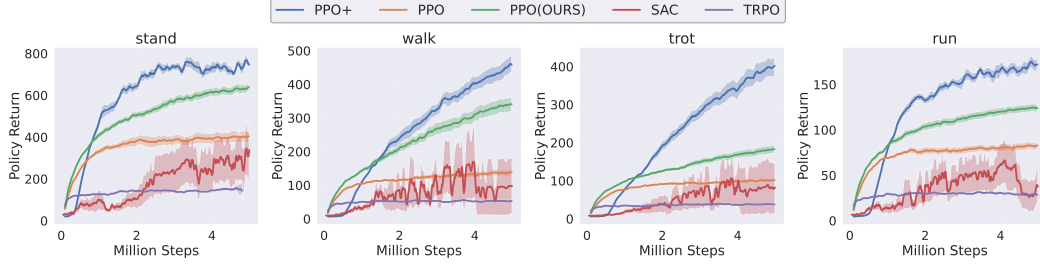 PPO+ PPO PPO(OURS) SAC TRPO
stand
Policy Return
800
600
400
200
0
0 2 4
Million Steps
walk
Policy Return
500
400
300
200
100
0
0 2 4
Million Steps
trot
Policy Return
400
300
200
100
0
0 2 4
Million Steps
run
Policy Return
150
100
50
0
0 2 4
Million Steps